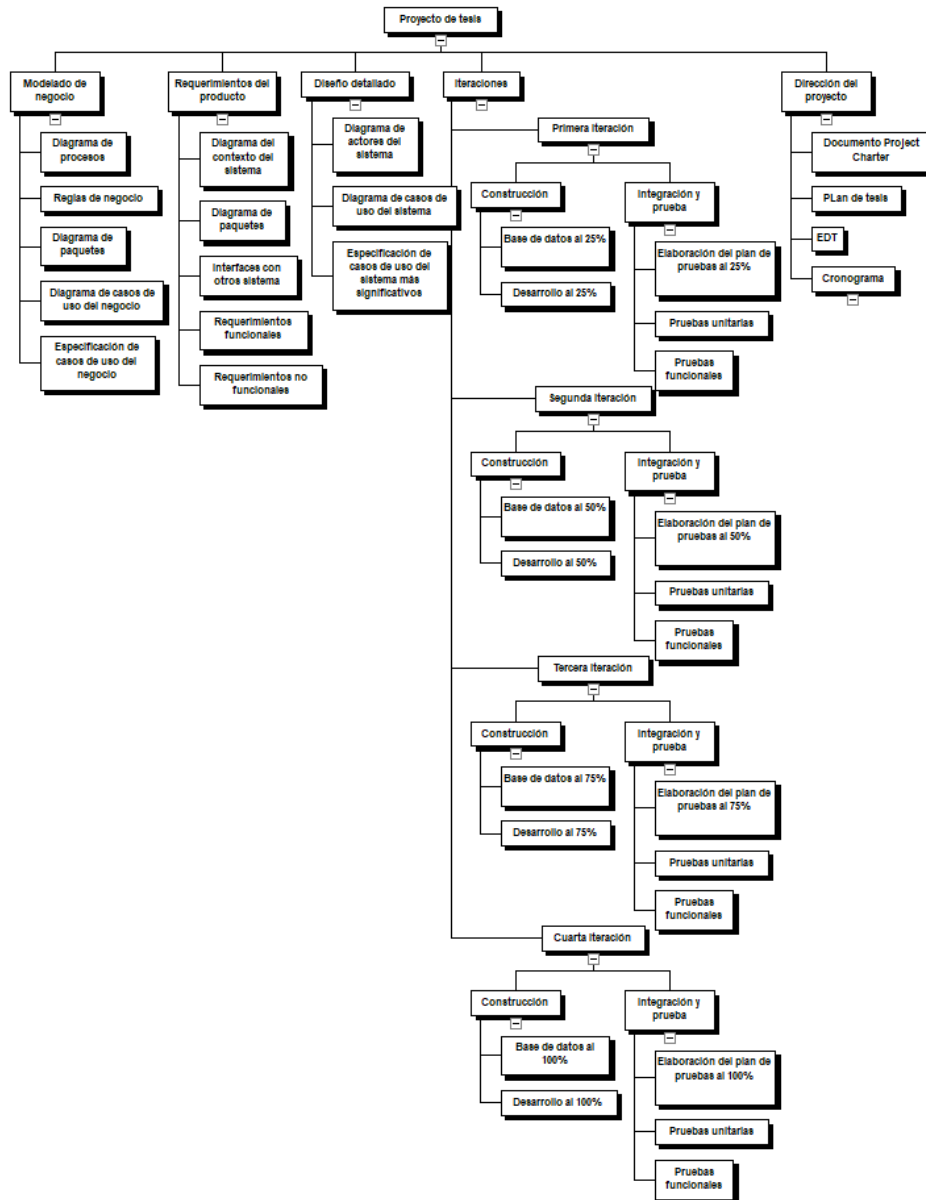 Proyecto de tesis
Modelado de
negocio
Diagrama de
procesos
Reglas de negocio
Diagrama de
paquetes
Diagrama de casos de
uso del negocio
Especificación de
casos de uso del
negocio
Requerimientos del
producto
Diagrama del
contexto del
sistema
Diagrama de
paquetes
Interfaces con
otros sistema
Requerimientos
funcionales
Requerimientos no
funcionales
Diseño detallado
Diagrama de
actores del
sistema
Diagrama de casos de
uso del sistema
Especificación de
casos de uso del
sistema más
significativos
Iteraciones
Primera iteración
Construcción
Base de datos al 25%
Desarrollo al 25%
Integración y
prueba
Elaboración del plan de
pruebas al 25%
Pruebas unitarias
Pruebas
funcionales
Segunda iteración
Construcción
Base de datos al 50%
Desarrollo al 50%
Integración y
prueba
Elaboración del plan de
pruebas al 50%
Pruebas unitarias
Pruebas
funcionales
Tercera iteración
Construcción
Base de datos al 75%
Desarrollo al 75%
Integración y
prueba
Elaboración del plan de
pruebas al 75%
Pruebas unitarias
Pruebas
funcionales
Cuarta iteración
Construcción
Base de datos al
100%
Desarrollo al 100%
Integración y
prueba
Elaboración del plan de
pruebas al 100%
Pruebas unitarias
Pruebas
funcionales
Dirección del
proyecto
Documento Project
Charter
PLan de tesis
EDT
Cronograma